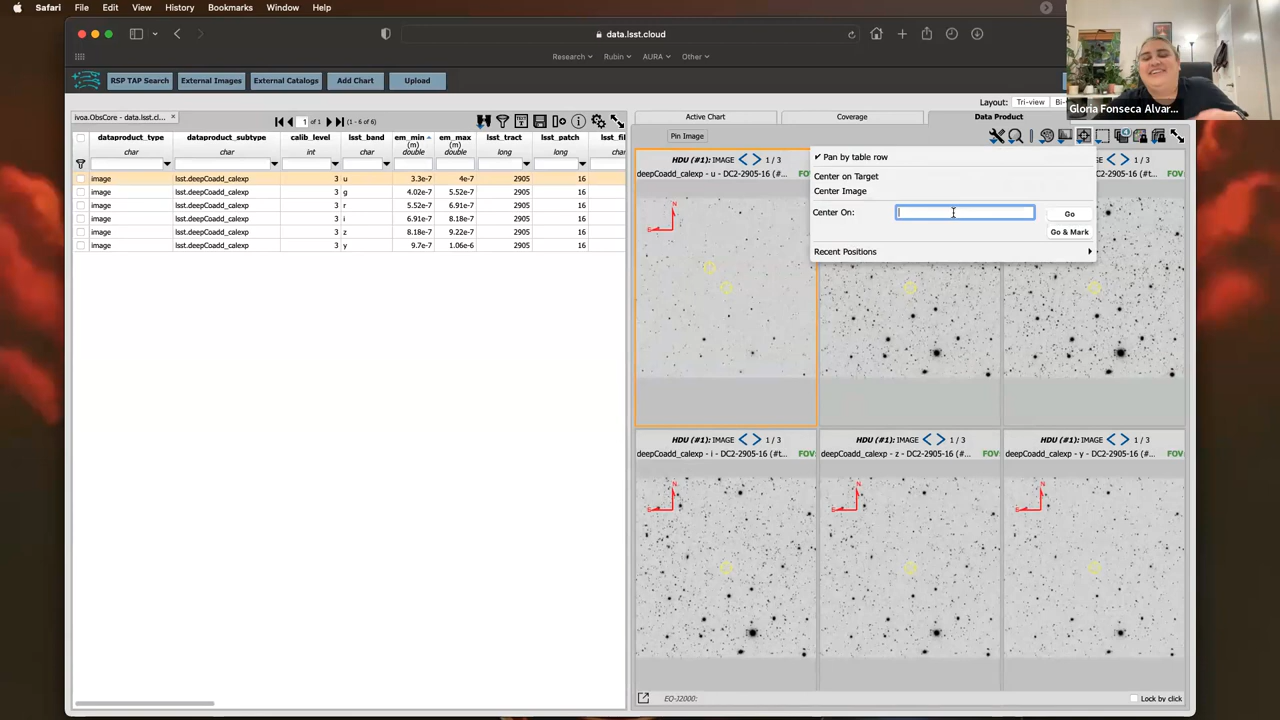 Safari File Edit View History Bookmarks Window Help
data.lsst.cloud
Research Rubin AURA Other
RSP TAP Search External Images External Catalogs Add Chart Upload
Gloria Fonseca Alvar...
Layout: Tri-view
ivoa.ObsCore - data.lsst.cl...
1 of 1 (1 - 6 of 6)
Active Chart Coverage Data Product
Pin Image
dataproduct_type dataproduct_subtype calib_level lsst_band em_min em_max lsst_tract lsst_patch
(m) (m)
char char int char double double long long
image lsst.deepCoadd_calexp 3 u 3.3e-7 4e-7 2905 16
image lsst.deepCoadd_calexp 3 g 4.02e-7 5.52e-7 2905 16
image lsst.deepCoadd_calexp 3 r 5.52e-7 6.91e-7 2905 16
image lsst.deepCoadd_calexp 3 i 6.91e-7 8.18e-7 2905 16
image lsst.deepCoadd_calexp 3 z 8.18e-7 9.22e-7 2905 16
image lsst.deepCoadd_calexp 3 y 9.7e-7 1.06e-6 2905 16
HDU (#1): IMAGE 1 / 3
deepCoadd_calexp - u - DC2-2905-16 (#t...
N
Pan by table row
Center on Target
Center Image
Center On: Go
Go & Mark
Recent Positions
HDU (#1): IMAGE 1 / 3 HDU (#1): IMAGE 1 / 3 HDU (#1): IMAGE 1 / 3
deepCoadd_calexp - i - DC2-2905-16 (#t... FOV: deepCoadd_calexp - z - DC2-2905-16 (#... FOV: deepCoadd_calexp - y - DC2-2905-16 (#... FOV
N N N
EQ-J2000: Lock by click